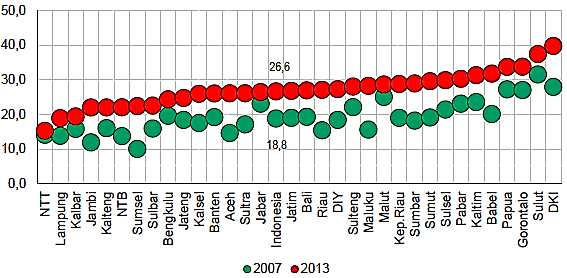 50,0
40,0
30,0
20,0
10,0
0,0
26,6
18,8
NTT
Lampung
Kalbar
Jambi
Kalteng
NTB
Sumsel
Sulbar
Bengkulu
Jateng
Kalsel
Banten
Aceh
Sultra
Jabar
Indonesia
Jatim
Bali
Riau
DIY
Sulteng
Maluku
Malut
Kep.Riau
Sumbar
Sumut
Sulsel
Pabar
Kaltim
Babel
Papua
Gorontalo
Sulut
DKI
2007 2013